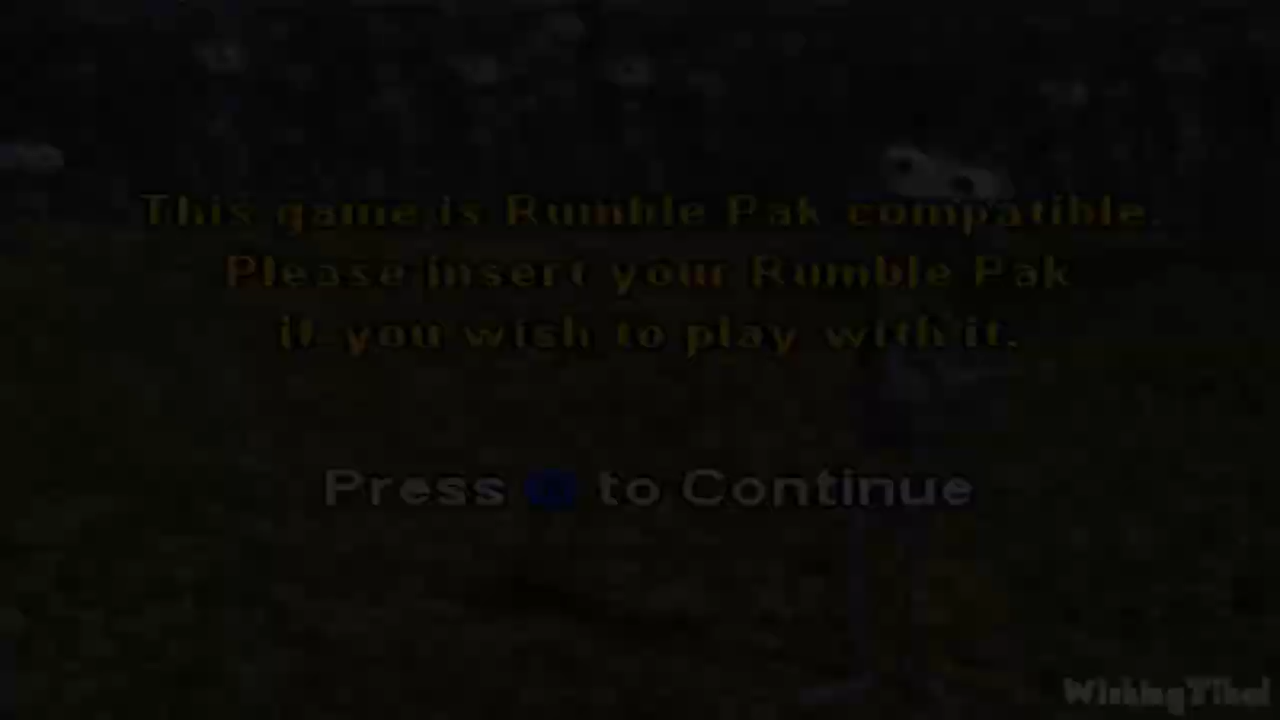 This game is Rumble Pak compatible.
Please insert your Rumble Pak
if you wish to play with it.
Press to Continue
WishingTikal